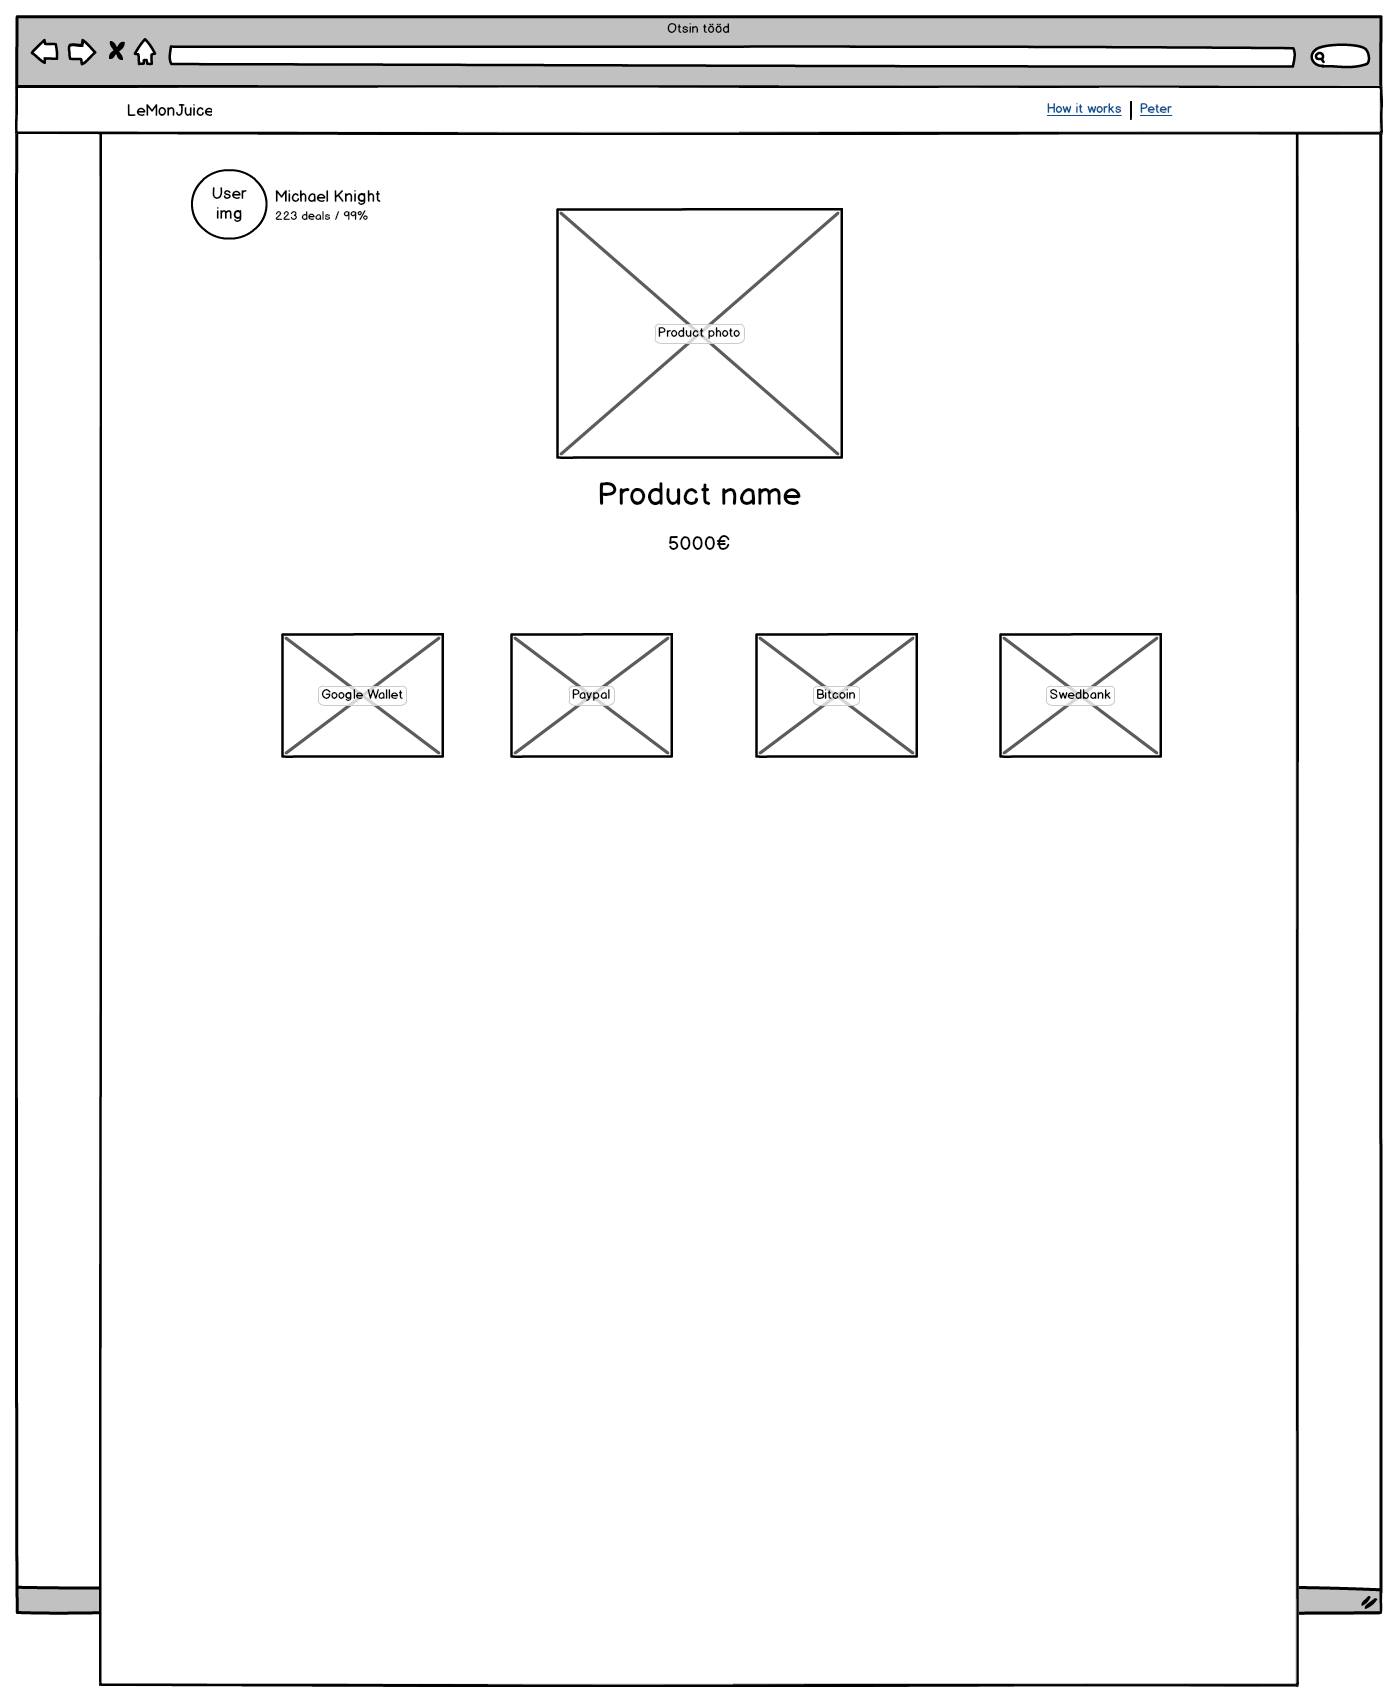 Otsin tööd
LeMonJuice
How it works
Peter
User
img
Michael Knight
223 deals / 99%
Product photo
Product name
5000€
Google Wallet
Paypal
Bitcoin
Swedbank